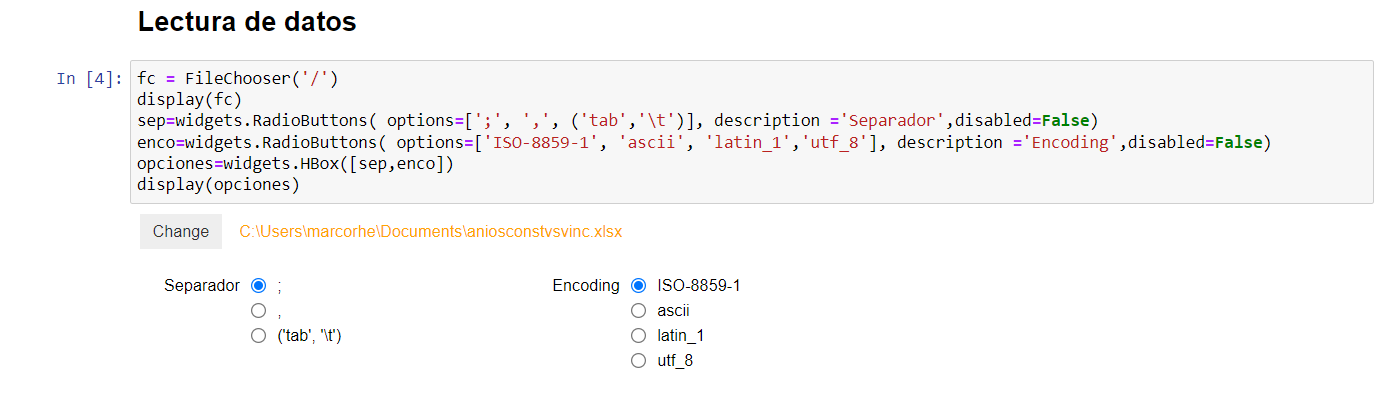 Lectura de datos
In [4]: fc = FileChooser('/')
display(fc)
sep=widgets.RadioButtons( options=[';', ',', ('tab','\t')], description ='Separador',disabled=False)
enco=widgets.RadioButtons( options=['ISO-8859-1', 'ascii', 'latin_1','utf_8'], description ='Encoding',disabled=False)
opciones=widgets.HBox([sep,enco])
display(opciones)
Change C:\Users\marcorhe\Documents\aniosconstvsvinc.xlsx
Separador ; Encoding ISO-8859-1
, ascii
('tab', '\t') latin_1
utf_8